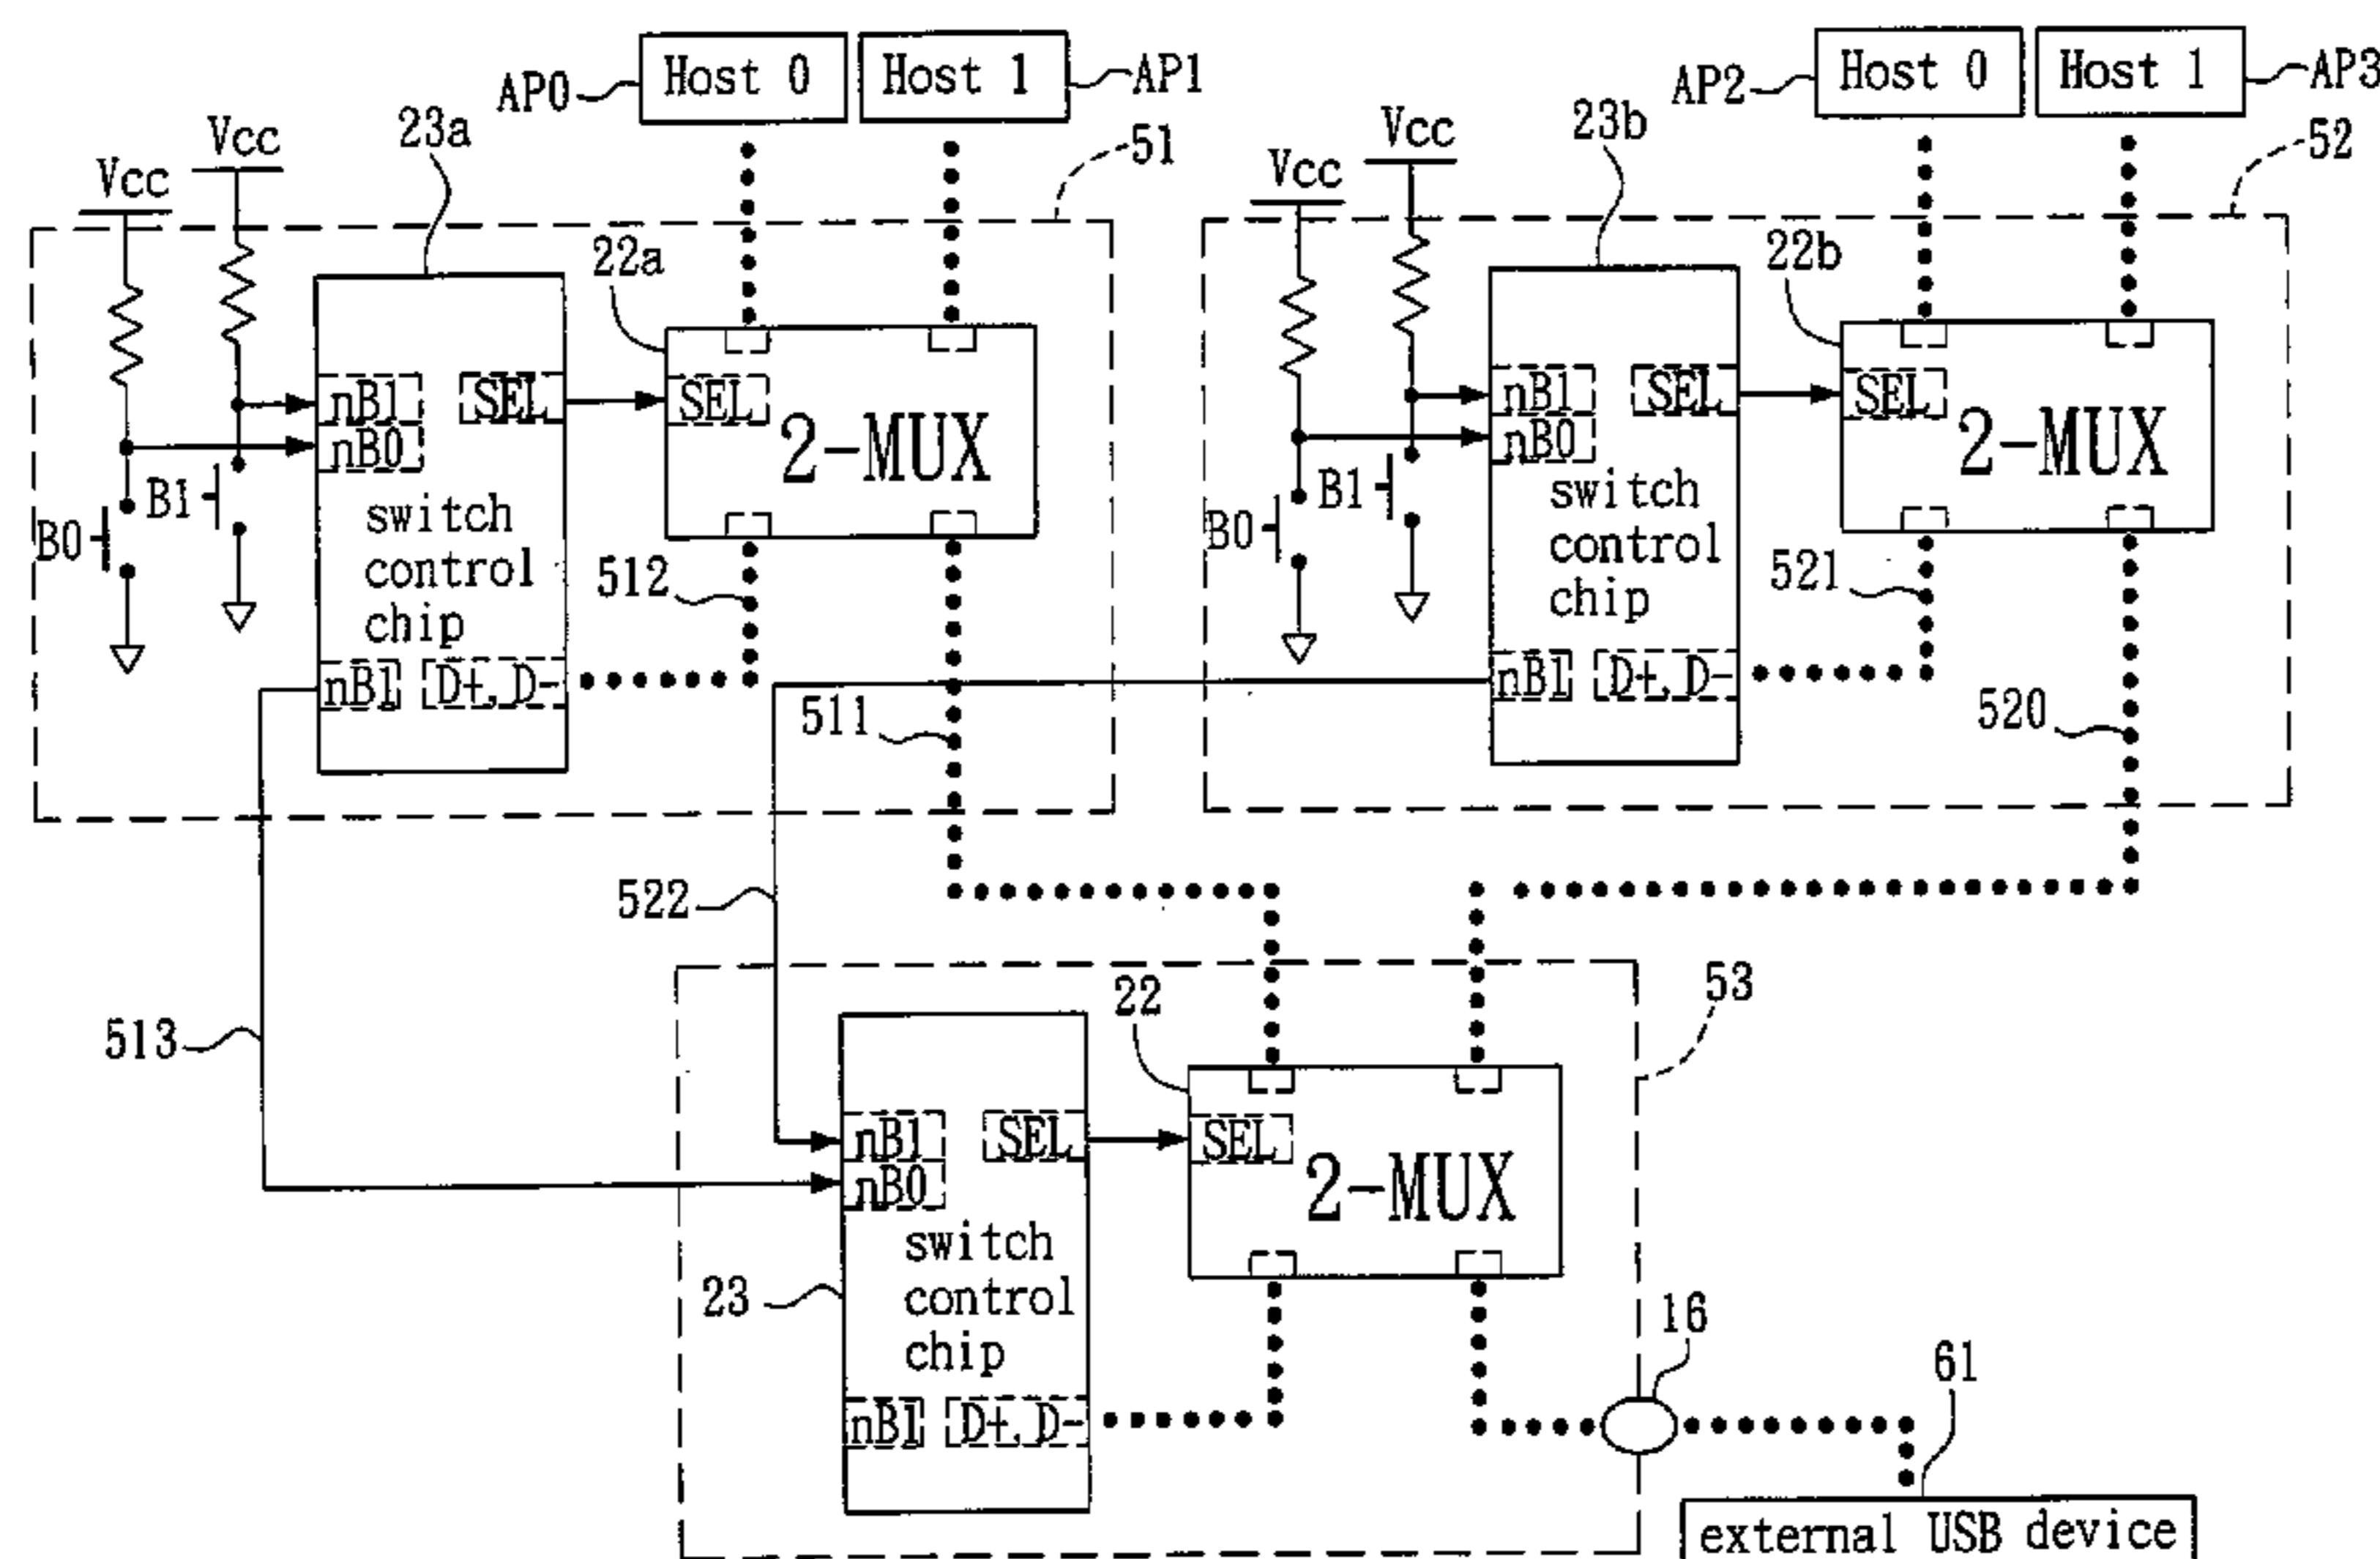 Host 0
Host 1
AP0
AP1
Host 0
Host 1
AP2
AP3
Vcc
Vcc
23a
51
Vcc
Vcc
23b
52
22a
22b
nB1
SEL
SEL
nB0
2-MUX
B1
B0
switch
control
chip
512
nB1
D+, D-
511
nB1
SEL
SEL
nB0
2-MUX
B1
B0
switch
control
chip
521
nB1
D+, D-
520
522
513
53
22
nB1
SEL
SEL
nB0
2-MUX
switch
control
chip
23
nB1
D+, D-
16
61
external USB device